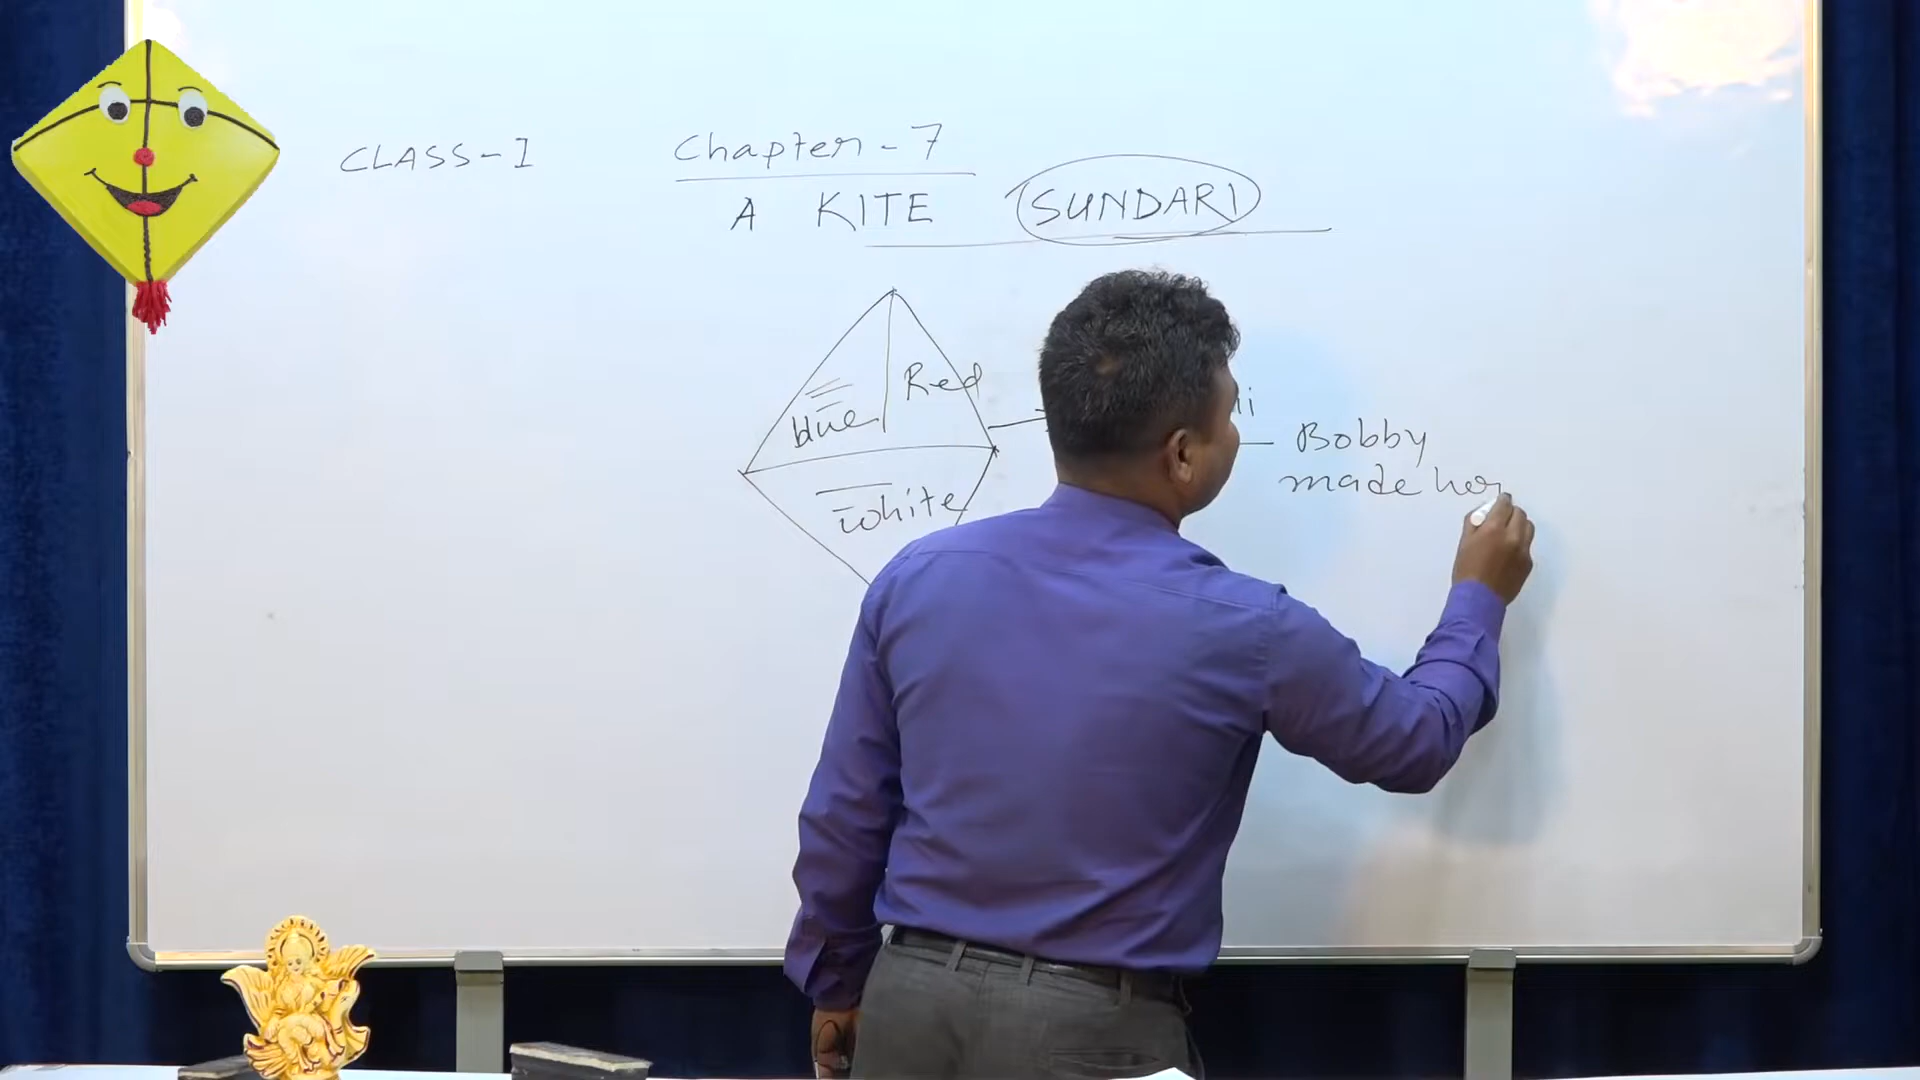 CLASS-I
Chapter-7
A KITE SUNDARI
blue
Red
white
Bobby
made her